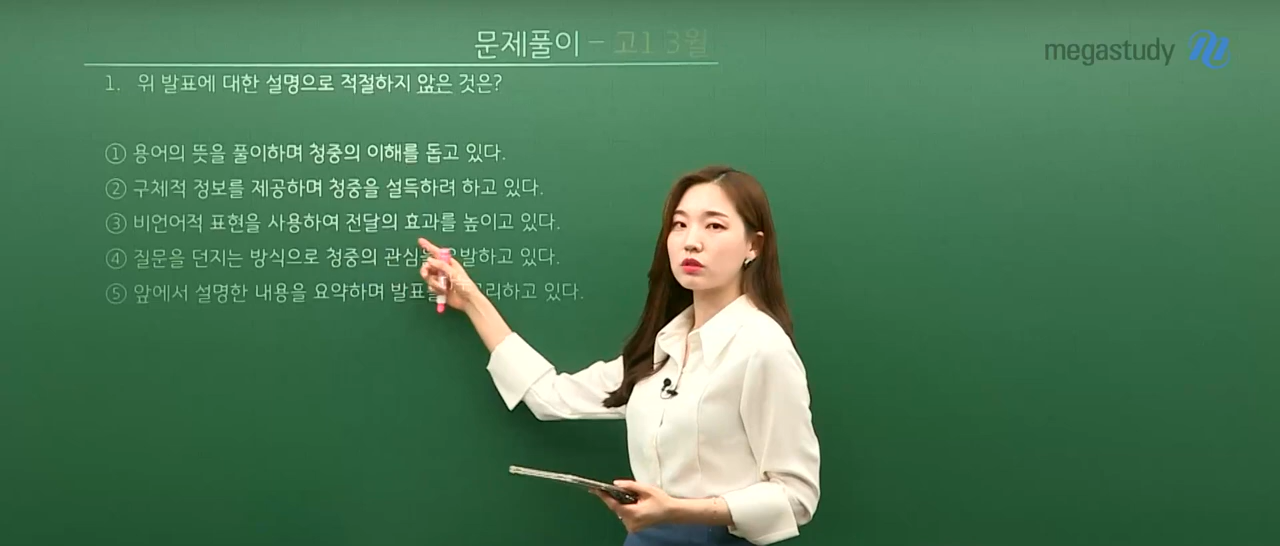 문제풀이 - 고1 3월
megastudy
1. 위 발표에 대한 설명으로 적절하지 않은 것은?
① 용어의 뜻을 풀이하며 청중의 이해를 돕고 있다.
② 구체적 정보를 제공하며 청중을 설득하려 하고 있다.
③ 비언어적 표현을 사용하여 전달의 효과를 높이고 있다.
④ 질문을 던지는 방식으로 청중의 관심을 유발하고 있다.
⑤ 앞에서 설명한 내용을 요약하며 발표를 하고 있다.